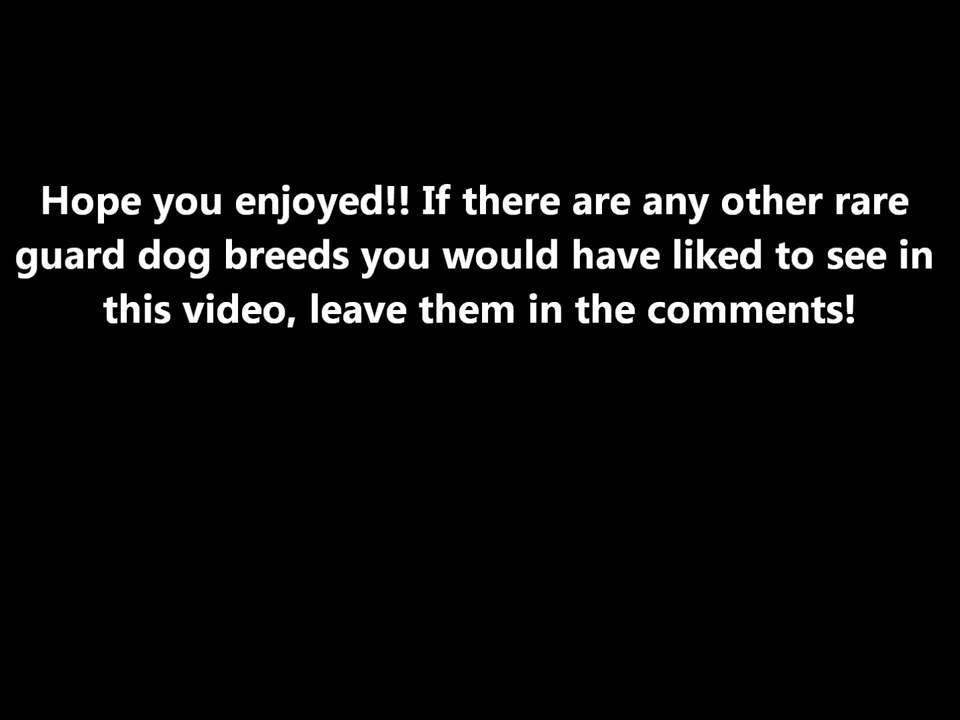 Hope you enjoyed!! If there are any other rare
guard dog breeds you would have liked to see in
this video, leave them in the comments!